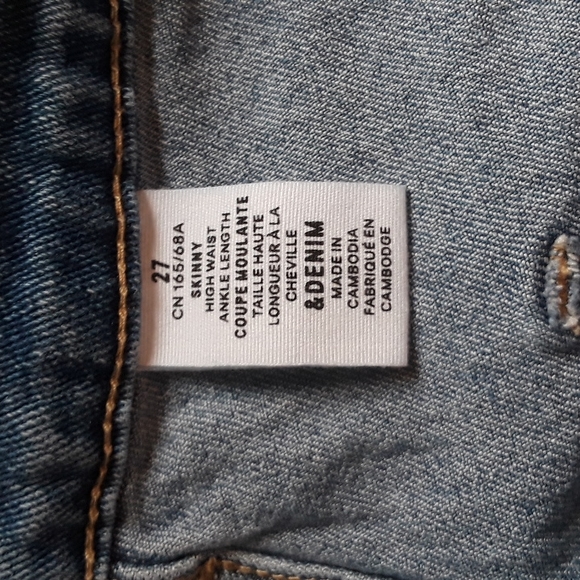 27
CN 165/68A
SKINNY
HIGH WAIST
ANKLE LENGTH
COUPE MOULANTE
TAILLE HAUTE
LONGUEUR À LA
CHEVILLE
&DENIM
MADE IN
CAMBODIA
FABRIQUÉ EN
CAMBODGE